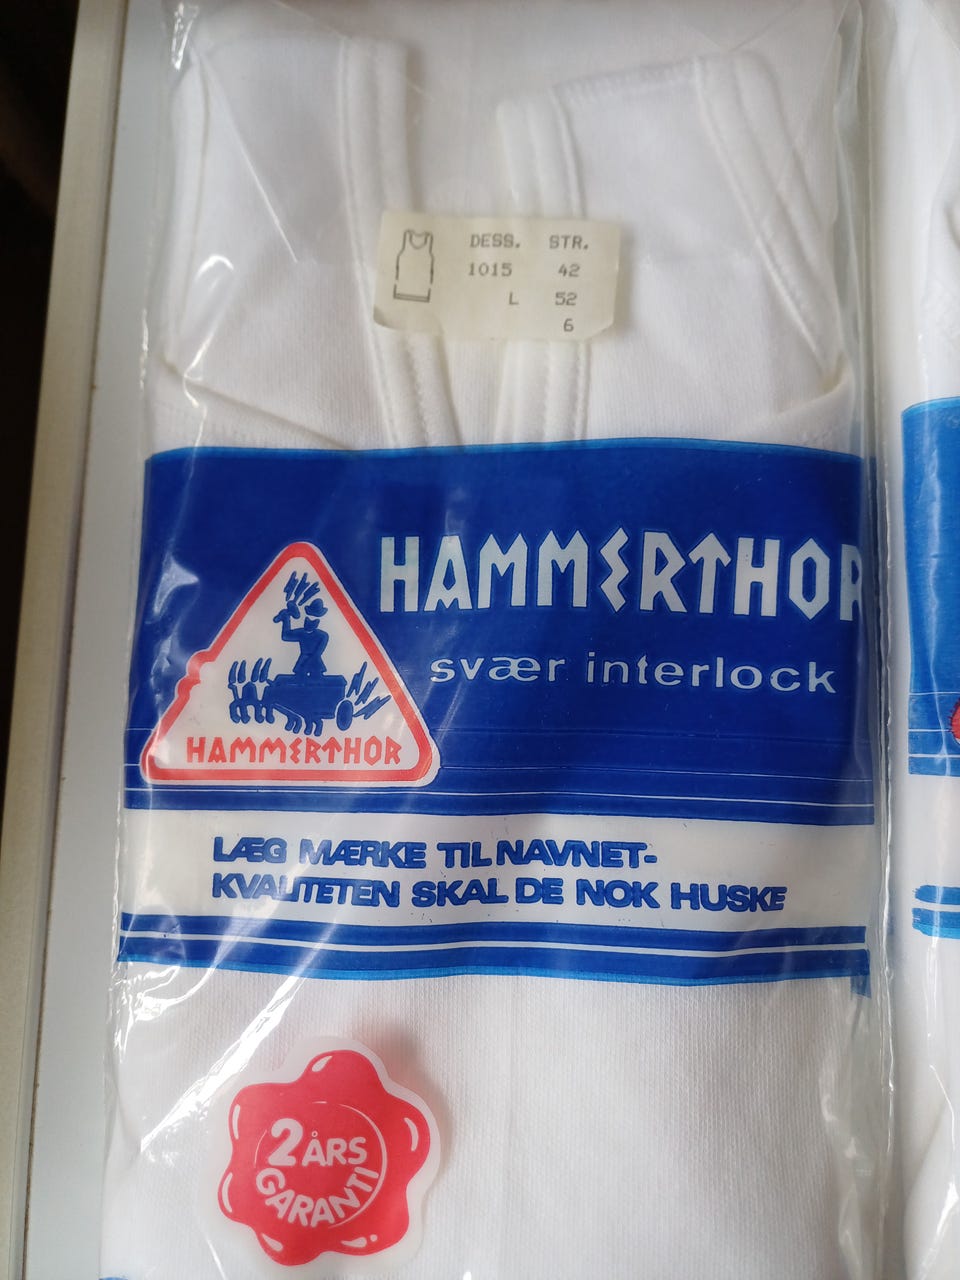 DESS. STR.
1015 42
L 52
6
HAMMERTHOR
svær interlock
HAMMERTHOR
LÆG MÆRKE TIL NAVNET-
KVALITETEN SKAL DE NOK HUSKE
2 ÅRS
GARANTI